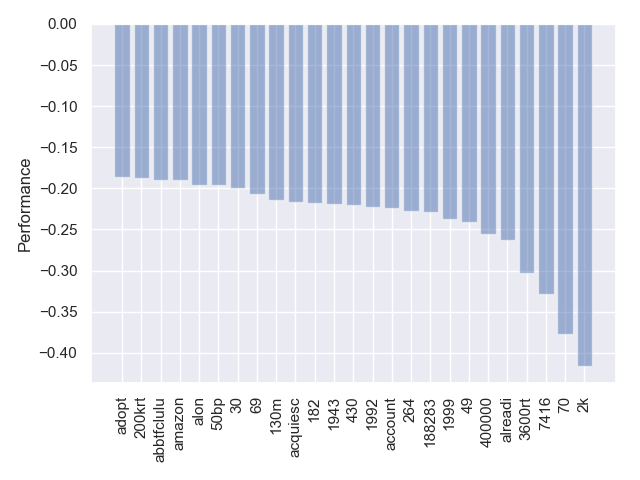 0.00
−0.05
−0.10
−0.15
−0.20
−0.25
−0.30
−0.35
−0.40
Performance
adopt
200krt
abbtfclulu
amazon
alon
50bp
30
69
130m
acquiesc
182
1943
430
1992
account
264
188283
1999
49
400000
alreadi
3600rt
7416
70
2k